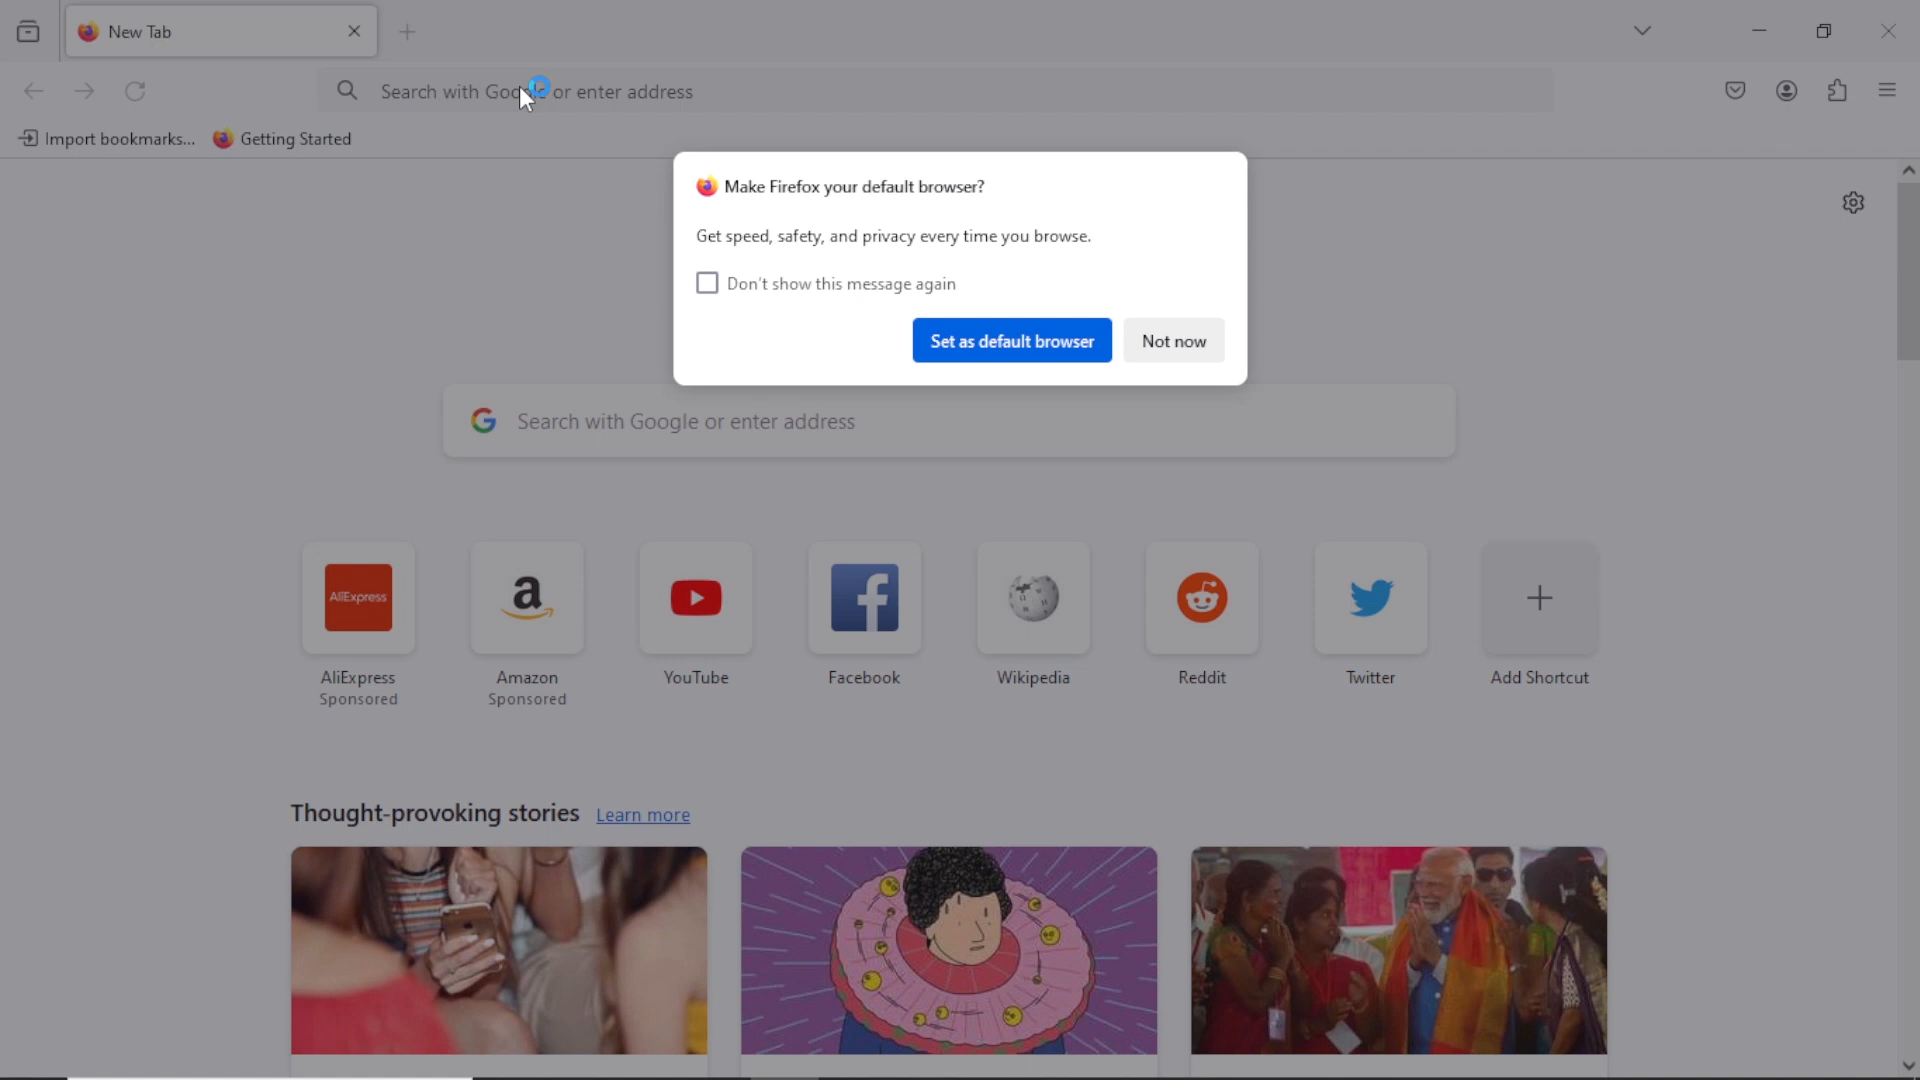 New Tab
Search with Google or enter address
Import bookmarks...
Getting Started
Make Firefox your default browser?
Get speed, safety, and privacy every time you browse.
Don't show this message again
Set as default browser
Not now
Search with Google or enter address
AliExpress
AliExpress
Sponsored
Amazon
Sponsored
YouTube
Facebook
Wikipedia
Reddit
Twitter
Add Shortcut
Thought-provoking stories
Learn more